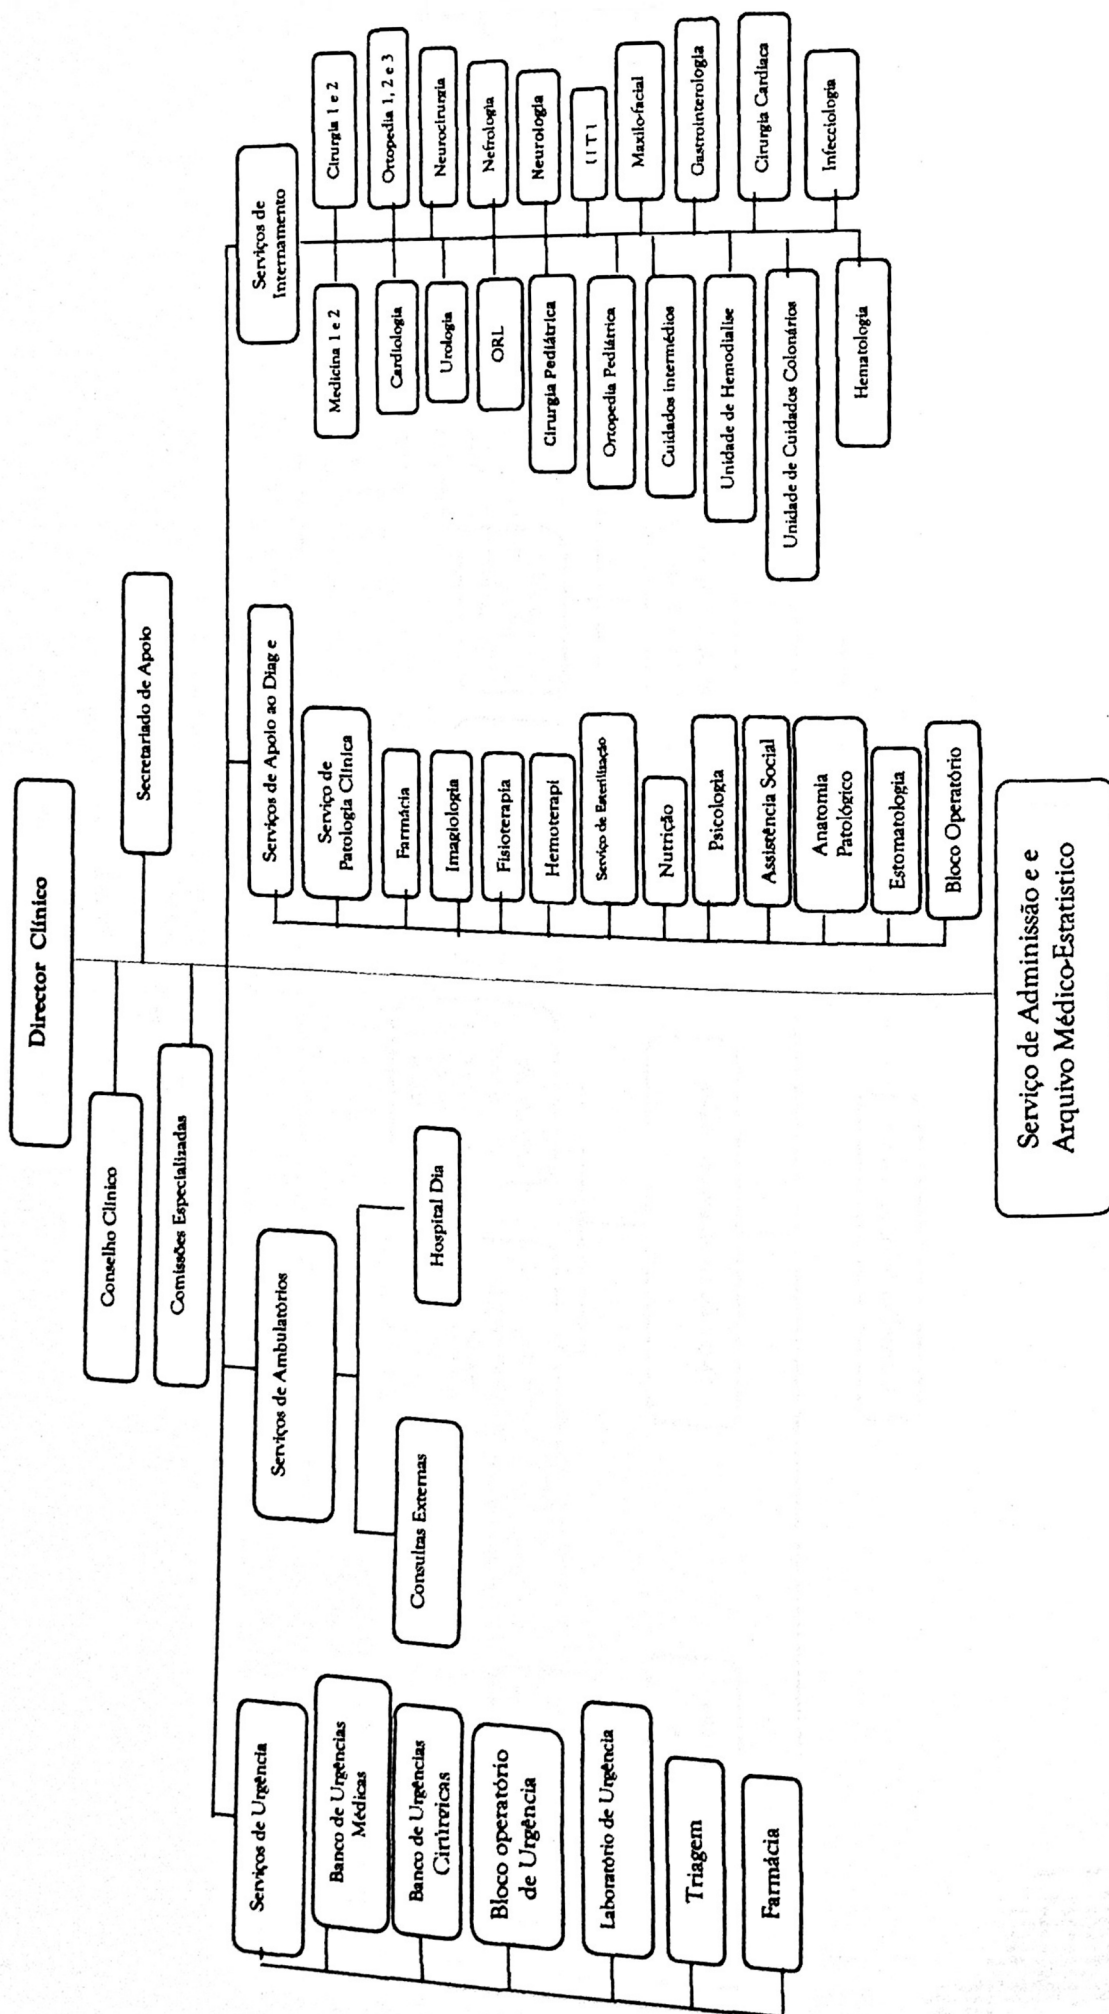 Director Clínico
Secretariado de Apoio
Conselho Clínico
Comissões Especializadas
Serviços de Urgência
Banco de Urgências
Médicas
Banco de Urgências
Cirúrgicas
Bloco operatório
de Urgência
Laboratório de Urgência
Triagem
Farmácia
Serviços de Ambulatórios
Consultas Externas
Hospital Dia
Serviços de Apoio ao Diag e
Serviço de
Patologia Clínica
Farmácia
Imagiologia
Fisioterapia
Hemoterapi
Serviço de Esterilização
Nutrição
Psicologia
Assistência Social
Anatomia
Patológico
Estomatologia
Bloco Operatório
Serviços de
Internamento
Medicina 1 e 2
Cirurgia 1 e 2
Cardiologia
Ortopedia 1, 2 e 3
Urologia
Neurocirurgia
ORL
Nefrologia
Cirurgia Pediátrica
Neurologia
Ortopedia Pediátrica
Cuidados intermédios
Maxilo-facial
Unidade de Hemodialise
Gastrointerologia
Unidade de Cuidados Colonários
Cirurgia Cardíaca
Hematologia
Infecciologia
Serviço de Adminissão e e
Arquivo Médico-Estatistico